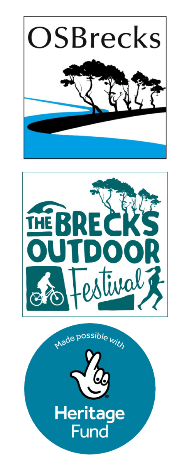 OSBrecks
THE BRECKS
OUTDOOR
Festival
Made possible with
Heritage
Fund